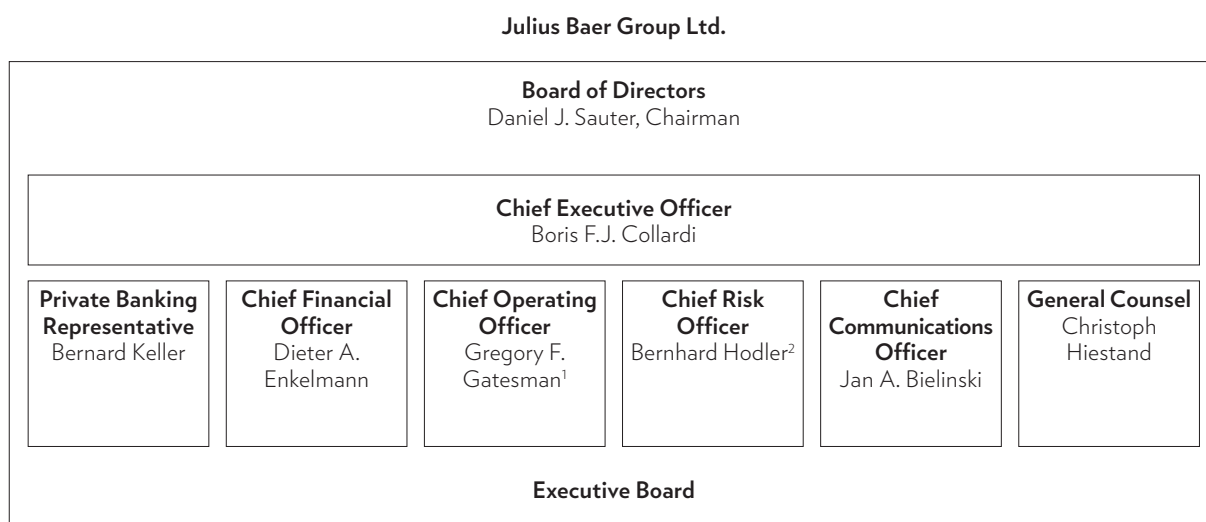 Julius Baer Group Ltd.
Board of Directors
Daniel J. Sauter, Chairman
Chief Executive Officer
Boris F.J. Collardi
Private Banking
Representative
Bernard Keller
Chief Financial
Officer
Dieter A.
Enkelmann
Chief Operating
Officer
Gregory F.
Gatesman¹
Chief Risk
Officer
Bernhard Hodler²
Chief
Communications
Officer
Jan A. Bielinski
General Counsel
Christoph
Hiestand
Executive Board